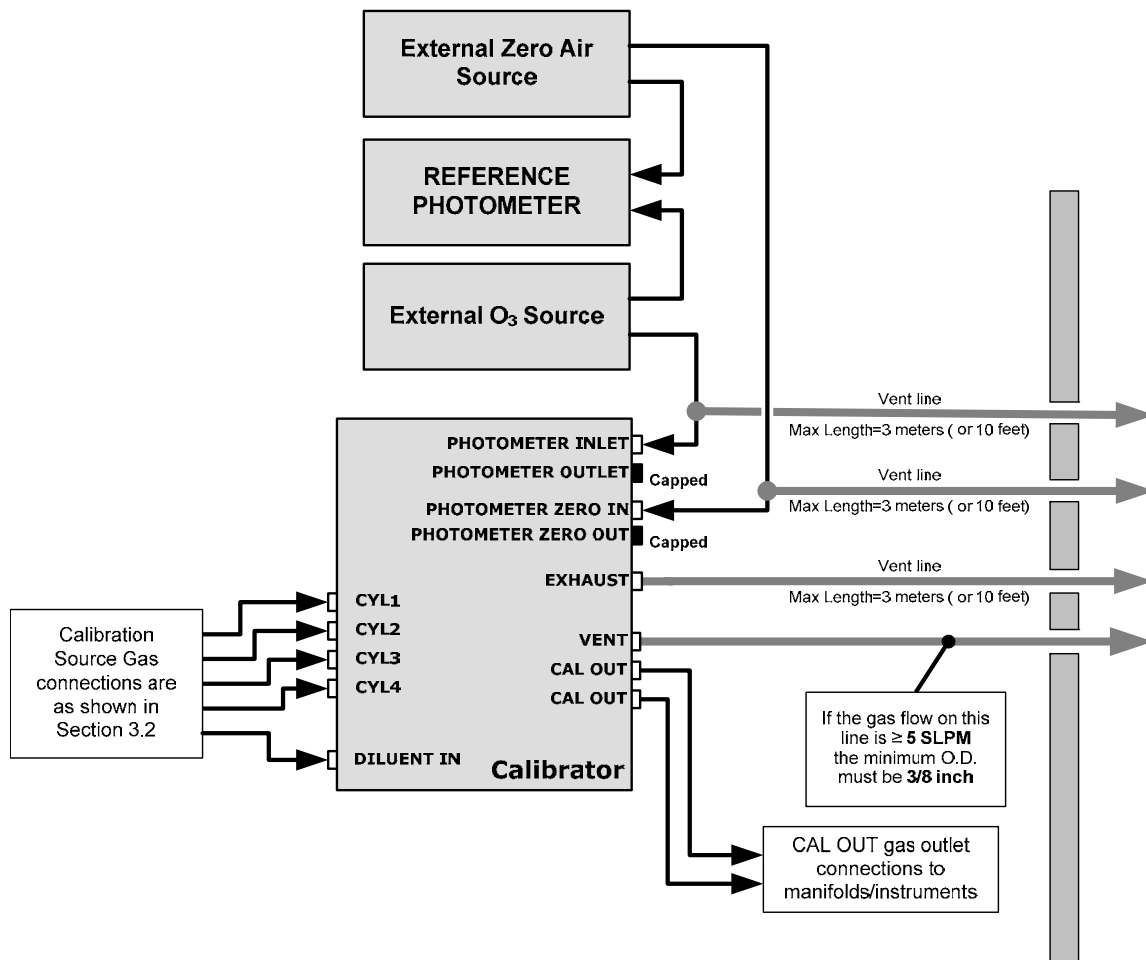 External Zero Air
Source
REFERENCE
PHOTOMETER
External O₃ Source
Vent line
Max Length=3 meters ( or 10 feet)
PHOTOMETER INLET
PHOTOMETER OUTLET
Capped
Vent line
Max Length=3 meters ( or 10 feet)
PHOTOMETER ZERO IN
PHOTOMETER ZERO OUT
Capped
Vent line
Max Length=3 meters ( or 10 feet)
EXHAUST
VENT
CAL OUT
CAL OUT
Calibration
Source Gas
connections are
as shown in
Section 3.2
CYL1
CYL2
CYL3
CYL4
DILUENT IN
Calibrator
If the gas flow on this
line is ≥ 5 SLPM
the minimum O.D.
must be 3/8 inch
CAL OUT gas outlet
connections to
manifolds/instruments